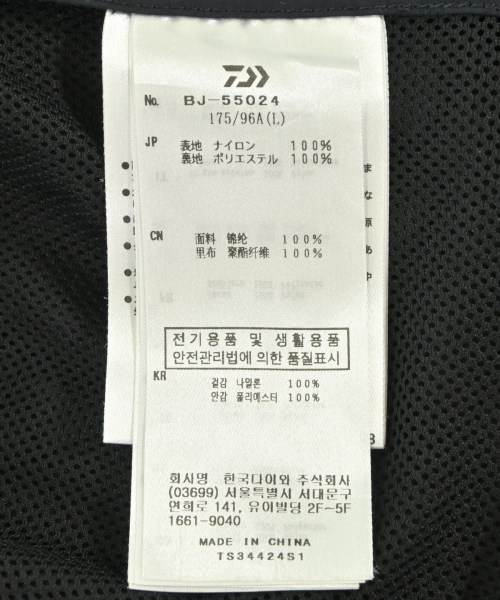 No. BJ-55024
175/96A(L)
JP 表地 ナイロン 100%
裏地 ポリエステル 100%
CN 面料 锦纶 100%
里布 聚酯纤维 100%
전기용품 및 생활용품
안전관리법에 의한 품질표시
KR 겉감 나일론 100%
안감 폴리에스터 100%
회사명 한국다이와 주식회사
(03699) 서울특별시 서대문구
연희로 141, 유이빌딩 2F~5F
1661-9040
MADE IN CHINA
TS34424S1
ま
な
原
あ
中